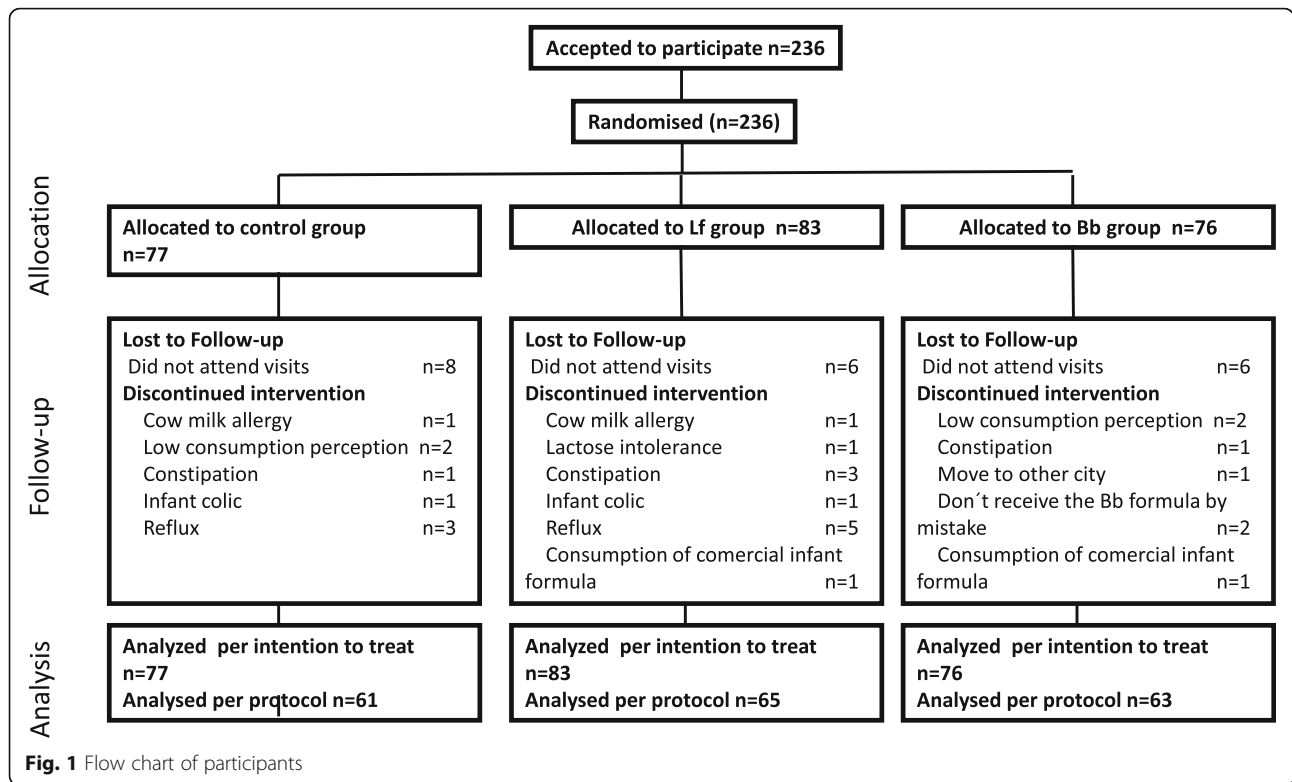 Accepted to participate n=236
Randomised (n=236)
Allocation
Allocated to control group
n=77
Allocated to Lf group n=83
Allocated to Bb group n=76
Follow-up
Lost to Follow-up
Did not attend visits n=8
Discontinued intervention
Cow milk allergy n=1
Low consumption perception n=2
Constipation n=1
Infant colic n=1
Reflux n=3
Lost to Follow-up
Did not attend visits n=6
Discontinued intervention
Cow milk allergy n=1
Lactose intolerance n=1
Constipation n=3
Infant colic n=1
Reflux n=5
Consumption of comercial infant
formula n=1
Lost to Follow-up
Did not attend visits n=6
Discontinued intervention
Low consumption perception n=2
Constipation n=1
Move to other city n=1
Don´t receive the Bb formula by
mistake n=2
Consumption of comercial infant
formula n=1
Analysis
Analyzed per intention to treat
n=77
Analysed per protocol n=61
Analyzed per intention to treat
n=83
Analysed per protocol n=65
Analyzed per intention to treat
n=76
Analysed per protocol n=63
Fig. 1 Flow chart of participants